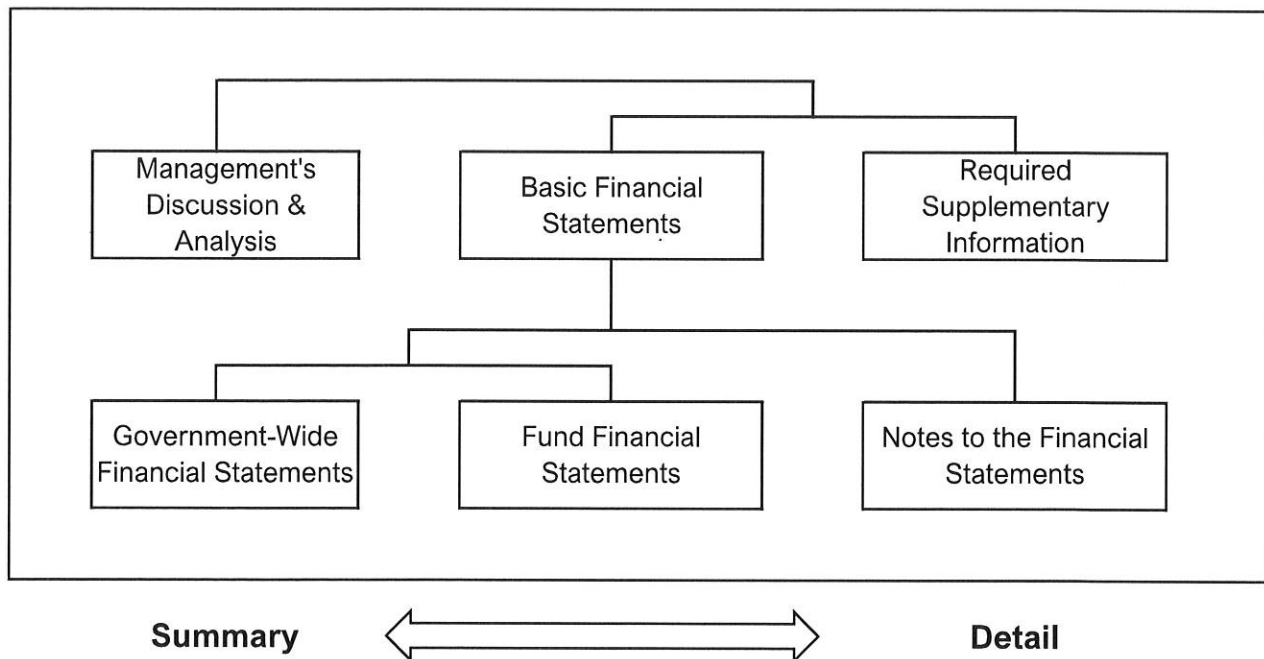 Management's
Discussion &
Analysis
Basic Financial
Statements
Required
Supplementary
Information
Government-Wide
Financial Statements
Fund Financial
Statements
Notes to the Financial
Statements
Summary
Detail